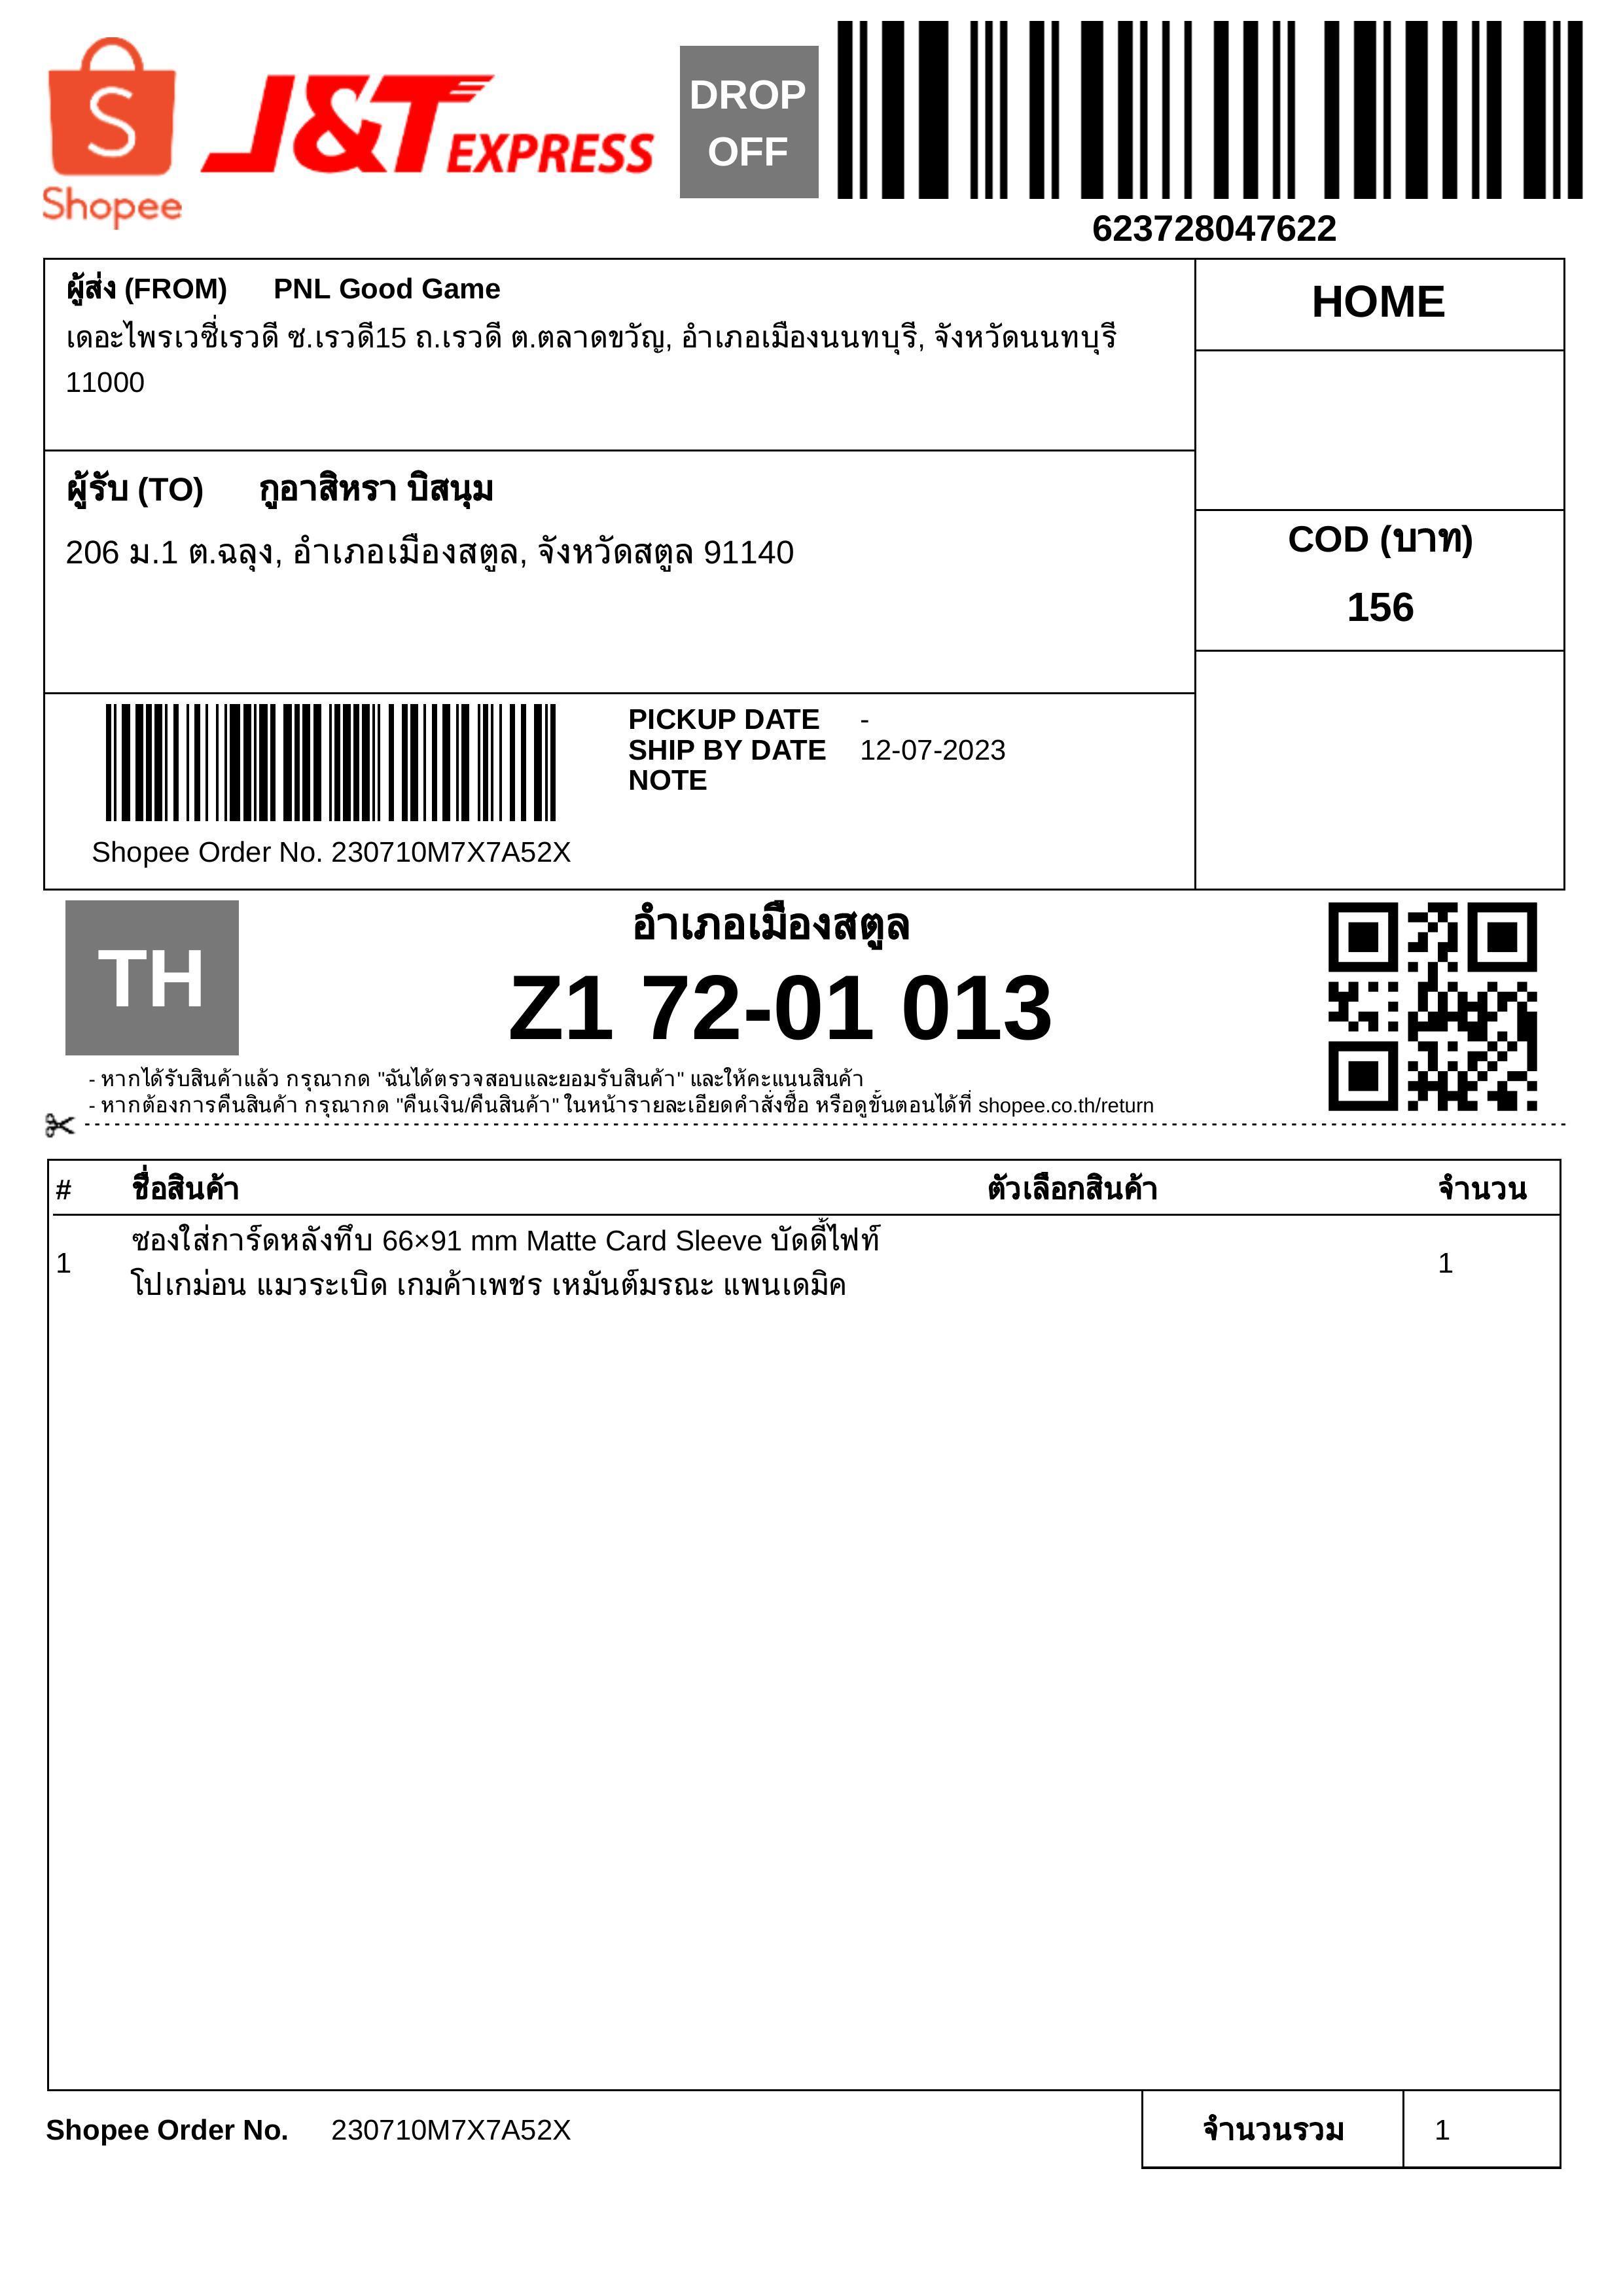 Shopee
J&T EXPRESS
DROP
OFF
623728047622
ผู้ส่ง (FROM) PNL Good Game
เดอะไพรเวซี่เรวดี ซ.เรวดี15 ถ.เรวดี ต.ตลาดขวัญ, อำเภอเมืองนนทบุรี, จังหวัดนนทบุรี
11000
HOME
ผู้รับ (TO) กูอาสิหรา บิสนุม
206 ม.1 ต.ฉลุง, อำเภอเมืองสตูล, จังหวัดสตูล 91140
COD (บาท)
156
PICKUP DATE -
SHIP BY DATE 12-07-2023
NOTE
Shopee Order No. 230710M7X7A52X
TH
อำเภอเมืองสตูล
Z1 72-01 013
- หากได้รับสินค้าแล้ว กรุณากด "ฉันได้ตรวจสอบและยอมรับสินค้า" และให้คะแนนสินค้า
- หากต้องการคืนสินค้า กรุณากด "คืนเงิน/คืนสินค้า" ในหน้ารายละเอียดคำสั่งซื้อ หรือดูขั้นตอนได้ที่ shopee.co.th/return
# ชื่อสินค้า ตัวเลือกสินค้า จำนวน
1 ซองใส่การ์ดหลังทึบ 66×91 mm Matte Card Sleeve บัดดี้ไฟท์ 1
โปเกม่อน แมวระเบิด เกมค้าเพชร เหมันต์มรณะ แพนเดมิค
Shopee Order No. 230710M7X7A52X
จำนวนรวม 1